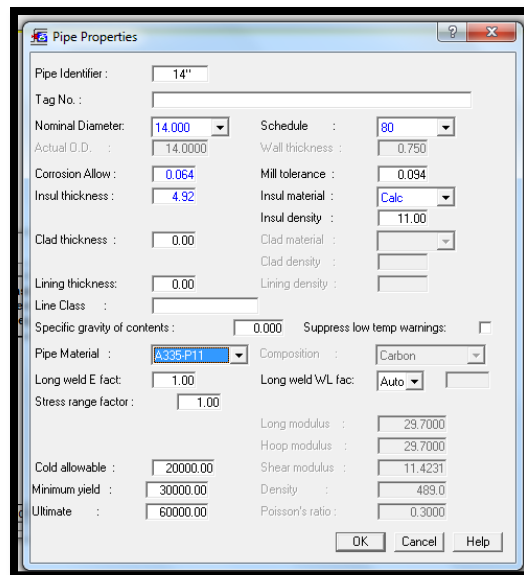 Pipe Properties
Pipe Identifier : 14"
Tag No. :
Nominal Diameter: 14.000 Schedule : 80
Actual O.D. : 14.0000 Wall thickness : 0.750
Corrosion Allow : 0.064 Mill tolerance : 0.094
Insul thickness : 4.92 Insul material : Calc
Insul density : 11.00
Clad thickness : 0.00 Clad material :
Clad density :
Lining thickness: 0.00 Lining density :
Line Class :
Specific gravity of contents : 0.000 Suppress low temp warnings:
Pipe Material : A335-P11 Composition : Carbon
Long weld E fact: 1.00 Long weld WL fac: Auto
Stress range factor : 1.00
Long modulus : 29.7000
Hoop modulus : 29.7000
Cold allowable : 20000.00 Shear modulus : 11.4231
Minimum yield : 30000.00 Density : 489.0
Ultimate : 60000.00 Poisson's ratio : 0.3000
OK Cancel Help